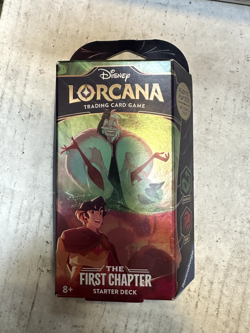 Disney
LORCANA
TRADING CARD GAME
THE
FIRST CHAPTER
STARTER DECK
8+